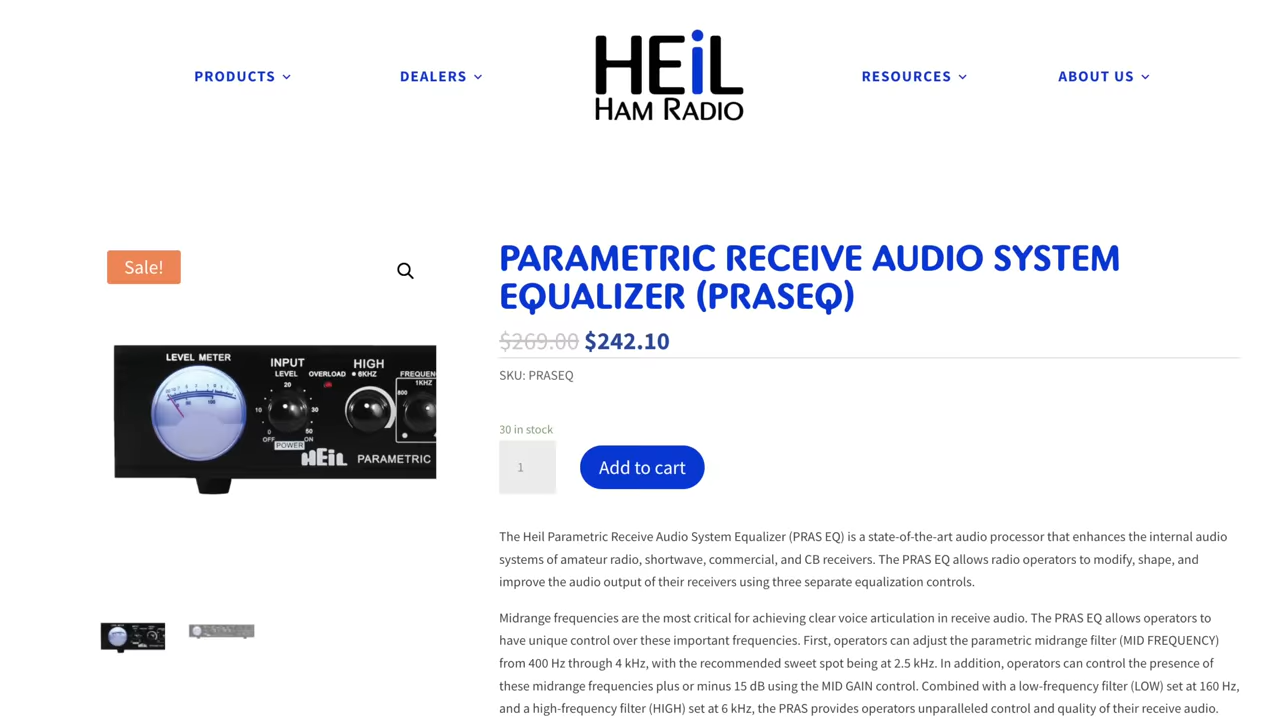 PRODUCTS
DEALERS
HEiL
HAM RADIO
RESOURCES
ABOUT US
Sale!
PARAMETRIC RECEIVE AUDIO SYSTEM
EQUALIZER (PRASEQ)
$269.00 $242.10
SKU: PRASEQ
30 in stock
1
Add to cart
LEVEL METER
INPUT
LEVEL
HIGH
20
OVERLOAD
6KHZ
FREQUEN
1KHZ
800
10
30
0
50
OFF
ON
POWER
HEiL
PARAMETRIC
The Heil Parametric Receive Audio System Equalizer (PRAS EQ) is a state-of-the-art audio processor that enhances the internal audio
systems of amateur radio, shortwave, commercial, and CB receivers. The PRAS EQ allows radio operators to modify, shape, and
improve the audio output of their receivers using three separate equalization controls.
Midrange frequencies are the most critical for achieving clear voice articulation in receive audio. The PRAS EQ allows operators to
have unique control over these important frequencies. First, operators can adjust the parametric midrange filter (MID FREQUENCY)
from 400 Hz through 4 kHz, with the recommended sweet spot being at 2.5 kHz. In addition, operators can control the presence of
these midrange frequencies plus or minus 15 dB using the MID GAIN control. Combined with a low-frequency filter (LOW) set at 160 Hz,
and a high-frequency filter (HIGH) set at 6 kHz, the PRAS provides operators unparalleled control and quality of their receive audio.